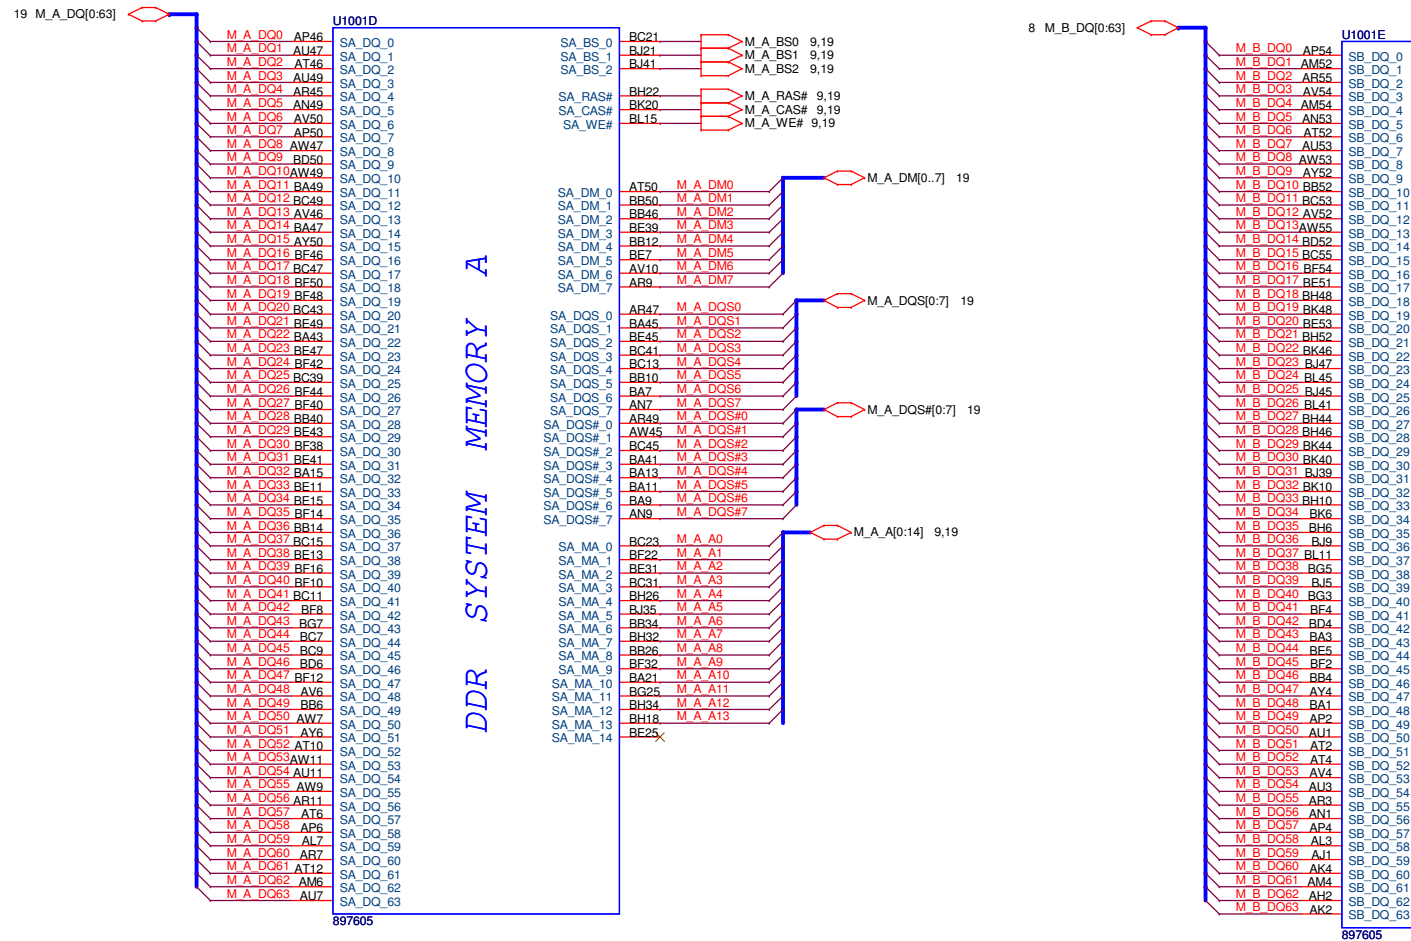 19 M_A_DQ[0:63]
U1001D
M_A_DQ0 AP46 SA_DQ_0
M_A_DQ1 AU47 SA_DQ_1
M_A_DQ2 AT46 SA_DQ_2
M_A_DQ3 AU49 SA_DQ_3
M_A_DQ4 AR45 SA_DQ_4
M_A_DQ5 AN49 SA_DQ_5
M_A_DQ6 AV50 SA_DQ_6
M_A_DQ7 AP50 SA_DQ_7
M_A_DQ8 AW47 SA_DQ_8
M_A_DQ9 BD50 SA_DQ_9
M_A_DQ10 AW49 SA_DQ_10
M_A_DQ11 BA49 SA_DQ_11
M_A_DQ12 BC49 SA_DQ_12
M_A_DQ13 AV46 SA_DQ_13
M_A_DQ14 BA47 SA_DQ_14
M_A_DQ15 AY50 SA_DQ_15
M_A_DQ16 BF46 SA_DQ_16
M_A_DQ17 BC47 SA_DQ_17
M_A_DQ18 BF50 SA_DQ_18
M_A_DQ19 BF48 SA_DQ_19
M_A_DQ20 BC43 SA_DQ_20
M_A_DQ21 BE49 SA_DQ_21
M_A_DQ22 BA43 SA_DQ_22
M_A_DQ23 BE47 SA_DQ_23
M_A_DQ24 BF42 SA_DQ_24
M_A_DQ25 BC39 SA_DQ_25
M_A_DQ26 BF44 SA_DQ_26
M_A_DQ27 BF40 SA_DQ_27
M_A_DQ28 BB40 SA_DQ_28
M_A_DQ29 BE43 SA_DQ_29
M_A_DQ30 BF38 SA_DQ_30
M_A_DQ31 BE41 SA_DQ_31
M_A_DQ32 BA15 SA_DQ_32
M_A_DQ33 BE11 SA_DQ_33
M_A_DQ34 BE15 SA_DQ_34
M_A_DQ35 BF14 SA_DQ_35
M_A_DQ36 BB14 SA_DQ_36
M_A_DQ37 BC15 SA_DQ_37
M_A_DQ38 BE13 SA_DQ_38
M_A_DQ39 BF16 SA_DQ_39
M_A_DQ40 BF10 SA_DQ_40
M_A_DQ41 BC11 SA_DQ_41
M_A_DQ42 BF8 SA_DQ_42
M_A_DQ43 BG7 SA_DQ_43
M_A_DQ44 BC7 SA_DQ_44
M_A_DQ45 BC9 SA_DQ_45
M_A_DQ46 BD6 SA_DQ_46
M_A_DQ47 BF12 SA_DQ_47
M_A_DQ48 AV6 SA_DQ_48
M_A_DQ49 BB6 SA_DQ_49
M_A_DQ50 AW7 SA_DQ_50
M_A_DQ51 AY6 SA_DQ_51
M_A_DQ52 AT10 SA_DQ_52
M_A_DQ53 AW11 SA_DQ_53
M_A_DQ54 AU11 SA_DQ_54
M_A_DQ55 AW9 SA_DQ_55
M_A_DQ56 AR11 SA_DQ_56
M_A_DQ57 AT6 SA_DQ_57
M_A_DQ58 AP6 SA_DQ_58
M_A_DQ59 AL7 SA_DQ_59
M_A_DQ60 AR7 SA_DQ_60
M_A_DQ61 AT12 SA_DQ_61
M_A_DQ62 AM6 SA_DQ_62
M_A_DQ63 AU7 SA_DQ_63
897605
DDR SYSTEM MEMORY A
SA_BS_0 BC21 M_A_BS0 9,19
SA_BS_1 BJ21 M_A_BS1 9,19
SA_BS_2 BJ41 M_A_BS2 9,19
SA_RAS# BH22 M_A_RAS# 9,19
SA_CAS# BK20 M_A_CAS# 9,19
SA_WE# BL15 M_A_WE# 9,19
M_A_DM[0..7] 19
SA_DM_0 AT50 M_A_DM0
SA_DM_1 BB50 M_A_DM1
SA_DM_2 BB46 M_A_DM2
SA_DM_3 BE39 M_A_DM3
SA_DM_4 BB12 M_A_DM4
SA_DM_5 BE7 M_A_DM5
SA_DM_6 AV10 M_A_DM6
SA_DM_7 AR9 M_A_DM7
M_A_DQS[0:7] 19
SA_DQS_0 AR47 M_A_DQS0
SA_DQS_1 BA45 M_A_DQS1
SA_DQS_2 BE45 M_A_DQS2
SA_DQS_3 BC41 M_A_DQS3
SA_DQS_4 BC13 M_A_DQS4
SA_DQS_5 BB10 M_A_DQS5
SA_DQS_6 BA7 M_A_DQS6
SA_DQS_7 AN7 M_A_DQS7
M_A_DQS#[0:7] 19
SA_DQS#_0 AR49 M_A_DQS#0
SA_DQS#_1 AW45 M_A_DQS#1
SA_DQS#_2 BC45 M_A_DQS#2
SA_DQS#_3 BA41 M_A_DQS#3
SA_DQS#_4 BA13 M_A_DQS#4
SA_DQS#_5 BA11 M_A_DQS#5
SA_DQS#_6 BA9 M_A_DQS#6
SA_DQS#_7 AN9 M_A_DQS#7
M_A_A[0:14] 9,19
SA_MA_0 BC23 M_A_A0
SA_MA_1 BF22 M_A_A1
SA_MA_2 BE31 M_A_A2
SA_MA_3 BC31 M_A_A3
SA_MA_4 BH26 M_A_A4
SA_MA_5 BJ35 M_A_A5
SA_MA_6 BB34 M_A_A6
SA_MA_7 BH32 M_A_A7
SA_MA_8 BB26 M_A_A8
SA_MA_9 BF32 M_A_A9
SA_MA_10 BA21 M_A_A10
SA_MA_11 BG25 M_A_A11
SA_MA_12 BH34 M_A_A12
SA_MA_13 BH18 M_A_A13
SA_MA_14 BE25
8 M_B_DQ[0:63]
U1001E
M_B_DQ0 AP54 SB_DQ_0
M_B_DQ1 AM52 SB_DQ_1
M_B_DQ2 AR55 SB_DQ_2
M_B_DQ3 AV54 SB_DQ_3
M_B_DQ4 AM54 SB_DQ_4
M_B_DQ5 AN53 SB_DQ_5
M_B_DQ6 AT52 SB_DQ_6
M_B_DQ7 AU53 SB_DQ_7
M_B_DQ8 AW53 SB_DQ_8
M_B_DQ9 AY52 SB_DQ_9
M_B_DQ10 BB52 SB_DQ_10
M_B_DQ11 BC53 SB_DQ_11
M_B_DQ12 AV52 SB_DQ_12
M_B_DQ13 AW55 SB_DQ_13
M_B_DQ14 BD52 SB_DQ_14
M_B_DQ15 BC55 SB_DQ_15
M_B_DQ16 BF54 SB_DQ_16
M_B_DQ17 BE51 SB_DQ_17
M_B_DQ18 BH48 SB_DQ_18
M_B_DQ19 BK48 SB_DQ_19
M_B_DQ20 BE53 SB_DQ_20
M_B_DQ21 BH52 SB_DQ_21
M_B_DQ22 BK46 SB_DQ_22
M_B_DQ23 BJ47 SB_DQ_23
M_B_DQ24 BL45 SB_DQ_24
M_B_DQ25 BJ45 SB_DQ_25
M_B_DQ26 BL41 SB_DQ_26
M_B_DQ27 BH44 SB_DQ_27
M_B_DQ28 BH46 SB_DQ_28
M_B_DQ29 BK44 SB_DQ_29
M_B_DQ30 BK40 SB_DQ_30
M_B_DQ31 BJ39 SB_DQ_31
M_B_DQ32 BK10 SB_DQ_32
M_B_DQ33 BH10 SB_DQ_33
M_B_DQ34 BK6 SB_DQ_34
M_B_DQ35 BH6 SB_DQ_35
M_B_DQ36 BJ9 SB_DQ_36
M_B_DQ37 BL11 SB_DQ_37
M_B_DQ38 BG5 SB_DQ_38
M_B_DQ39 BJ5 SB_DQ_39
M_B_DQ40 BG3 SB_DQ_40
M_B_DQ41 BF4 SB_DQ_41
M_B_DQ42 BD4 SB_DQ_42
M_B_DQ43 BA3 SB_DQ_43
M_B_DQ44 BE5 SB_DQ_44
M_B_DQ45 BF2 SB_DQ_45
M_B_DQ46 BB4 SB_DQ_46
M_B_DQ47 AY4 SB_DQ_47
M_B_DQ48 BA1 SB_DQ_48
M_B_DQ49 AP2 SB_DQ_49
M_B_DQ50 AU1 SB_DQ_50
M_B_DQ51 AT2 SB_DQ_51
M_B_DQ52 AT4 SB_DQ_52
M_B_DQ53 AV4 SB_DQ_53
M_B_DQ54 AU3 SB_DQ_54
M_B_DQ55 AR3 SB_DQ_55
M_B_DQ56 AN1 SB_DQ_56
M_B_DQ57 AP4 SB_DQ_57
M_B_DQ58 AL3 SB_DQ_58
M_B_DQ59 AJ1 SB_DQ_59
M_B_DQ60 AK4 SB_DQ_60
M_B_DQ61 AM4 SB_DQ_61
M_B_DQ62 AH2 SB_DQ_62
M_B_DQ63 AK2 SB_DQ_63
897605